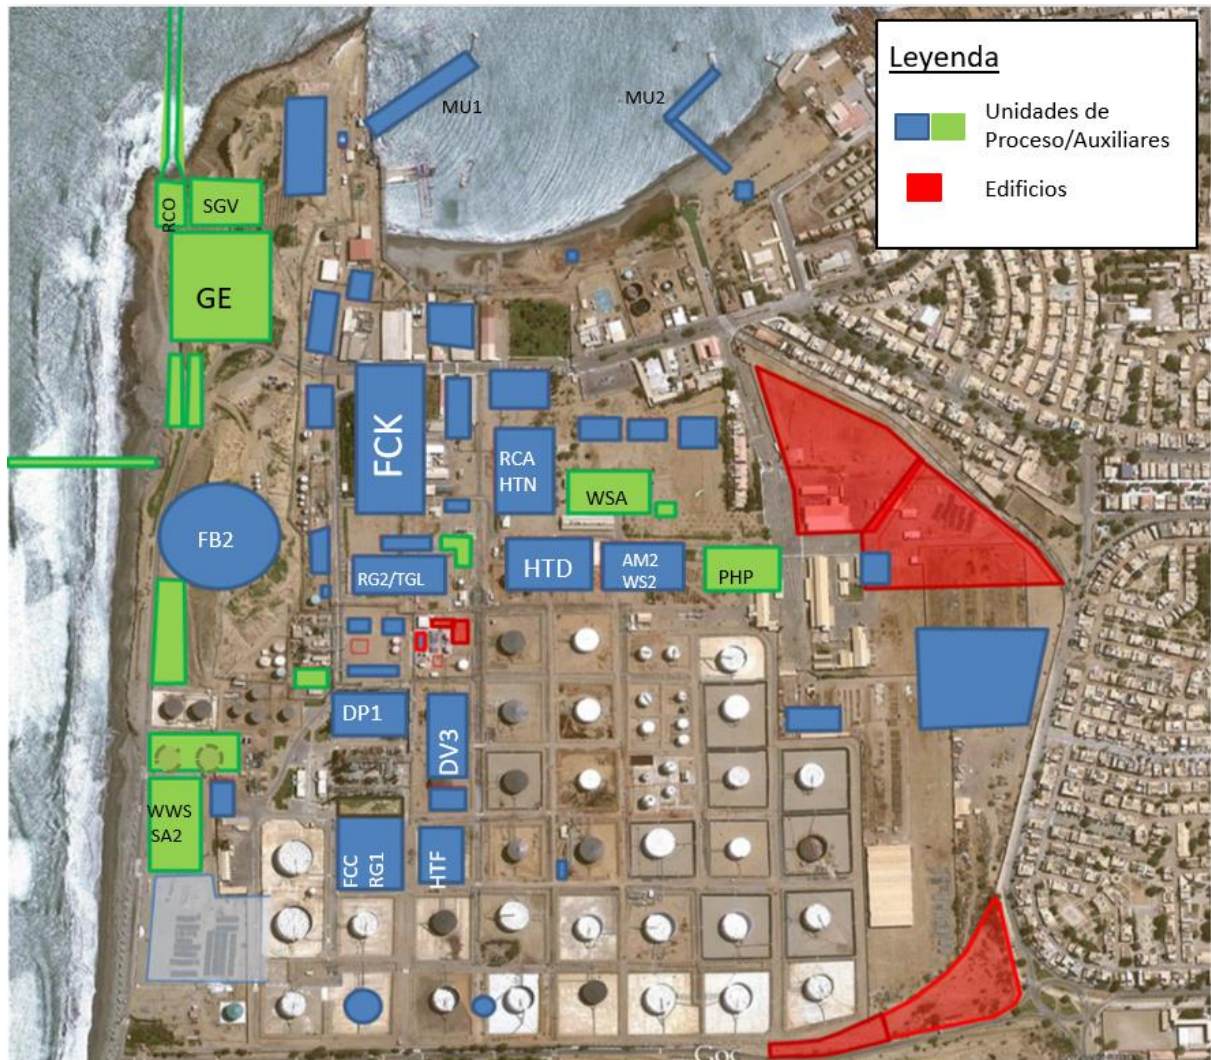 Leyenda
Unidades de
Proceso/Auxiliares
Edificios
MU1
MU2
RCO
SGV
GE
FCK
RCA
HTN
WSA
FB2
RG2/TGL
HTD
AM2
WS2
PHP
DP1
DV3
WWS
SA2
FCC
RG1
HTF
Goo